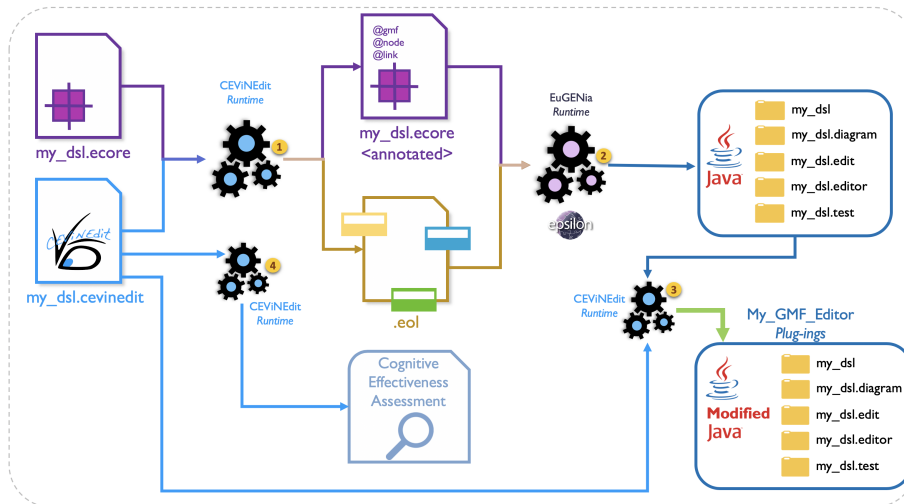 my_dsl.ecore
CEViNEdit
my_dsl.cevinedit
CEViNEdit
Runtime
1
@gmf
@node
@link
my_dsl.ecore
<annotated>
.eol
4
CEViNEdit
Runtime
Cognitive
Effectiveness
Assessment
EuGENia
Runtime
2
epsilon
Java
my_dsl
my_dsl.diagram
my_dsl.edit
my_dsl.editor
my_dsl.test
CEViNEdit
Runtime
3
My_GMF_Editor
Plug-ings
Modified
Java
my_dsl
my_dsl.diagram
my_dsl.edit
my_dsl.editor
my_dsl.test